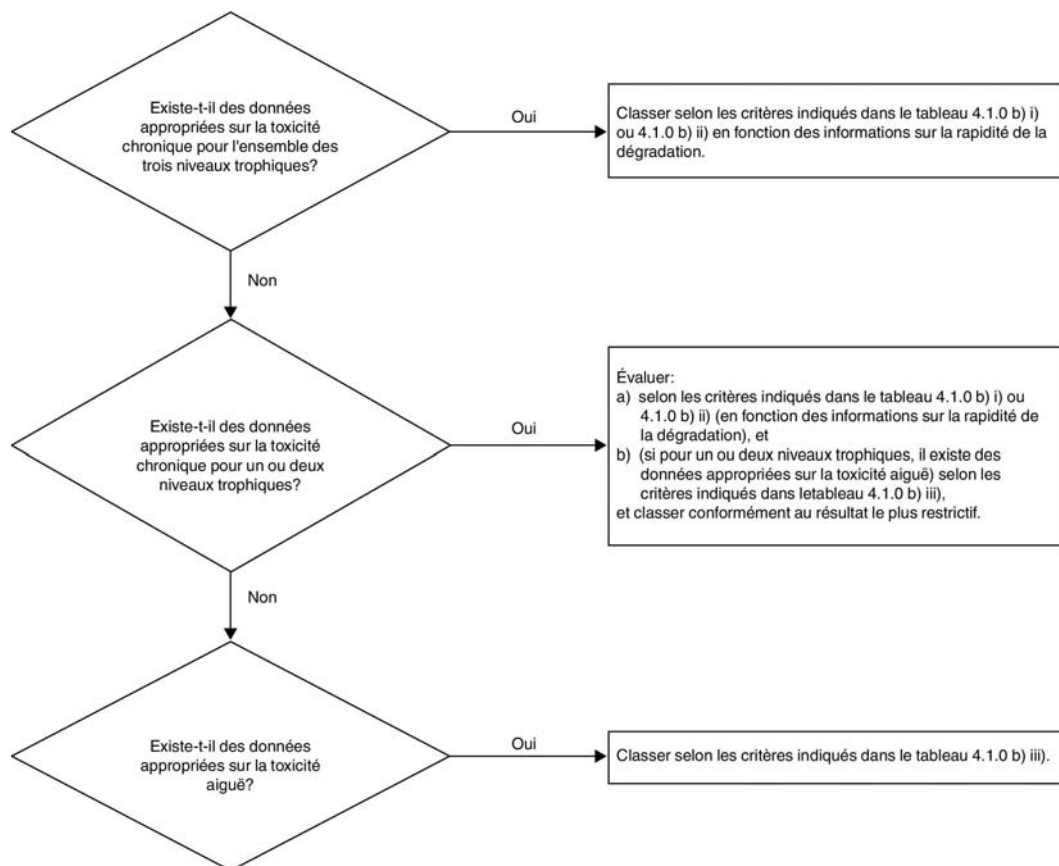 Existe-t-il des données
appropriées sur la toxicité
chronique pour l'ensemble des
trois niveaux trophiques?
Oui
Classer selon les critères indiqués dans le tableau 4.1.0 b) i)
ou 4.1.0 b) ii) en fonction des informations sur la rapidité de la
dégradation.
Non
Existe-t-il des données
appropriées sur la toxicité
chronique pour un ou deux
niveaux trophiques?
Oui
Évaluer:
a) selon les critères indiqués dans le tableau 4.1.0 b) i) ou
4.1.0 b) ii) (en fonction des informations sur la rapidité de
la dégradation), et
b) (si pour un ou deux niveaux trophiques, il existe des
données appropriées sur la toxicité aiguë) selon les
critères indiqués dans letableau 4.1.0 b) iii),
et classer conformément au résultat le plus restrictif.
Non
Existe-t-il des données
appropriées sur la toxicité
aiguë?
Oui
Classer selon les critères indiqués dans le tableau 4.1.0 b) iii).